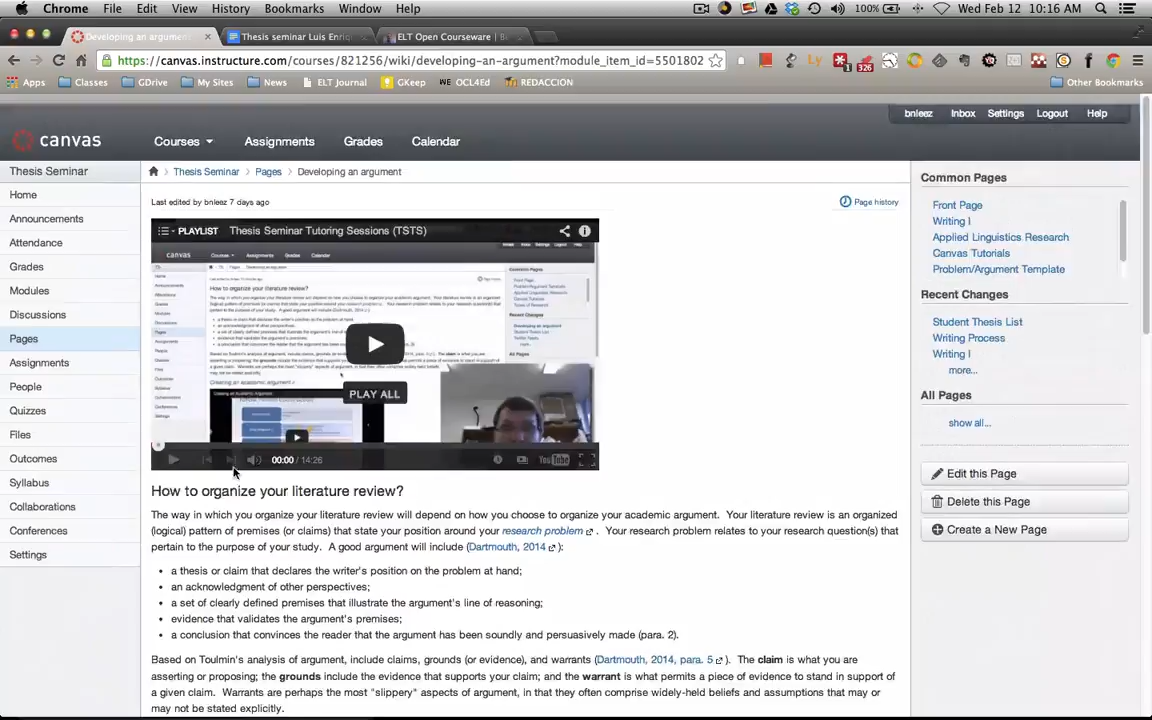 Chrome File Edit View History Bookmarks Window Help 100% Wed Feb 12 10:16 AM
Developing an argument Thesis seminar Luis Enriq ELT Open Courseware |
https://canvas.instructure.com/courses/821256/wiki/developing-an-argument?module_item_id=5501802
Apps Classes GDrive My Sites News ELT Journal GKeep OCL4Ed REDACCION Other Bookmarks
bnleez Inbox Settings Logout Help
canvas Courses Assignments Grades Calendar
Thesis Seminar
Home
Announcements
Attendance
Grades
Modules
Discussions
Pages
Assignments
People
Quizzes
Files
Outcomes
Syllabus
Collaborations
Conferences
Settings
Thesis Seminar Pages Developing an argument
Last edited by bnleez 7 days ago
Page history
PLAYLIST Thesis Seminar Tutoring Sessions (TSTS)
How to organize your literature review?
PLAY ALL
00:00 / 14:26 YouTube
How to organize your literature review?
The way in which you organize your literature review will depend on how you choose to organize your academic argument. Your literature review is an organized
(logical) pattern of premises (or claims) that state your position around your research problem . Your research problem relates to your research question(s) that
pertain to the purpose of your study. A good argument will include (Dartmouth, 2014 ):
• a thesis or claim that declares the writer's position on the problem at hand;
• an acknowledgment of other perspectives;
• a set of clearly defined premises that illustrate the argument's line of reasoning;
• evidence that validates the argument's premises;
• a conclusion that convinces the reader that the argument has been soundly and persuasively made (para. 2).
Based on Toulmin's analysis of argument, include claims, grounds (or evidence), and warrants (Dartmouth, 2014, para. 5 ). The claim is what you are
asserting or proposing; the grounds include the evidence that supports your claim; and the warrant is what permits a piece of evidence to stand in support of
a given claim. Warrants are perhaps the most "slippery" aspects of argument, in that they often comprise widely-held beliefs and assumptions that may or
may not be stated explicitly.
Common Pages
Front Page
Writing I
Applied Linguistics Research
Canvas Tutorials
Problem/Argument Template
Recent Changes
Student Thesis List
Writing Process
Writing I
more...
All Pages
show all...
Edit this Page
Delete this Page
Create a New Page